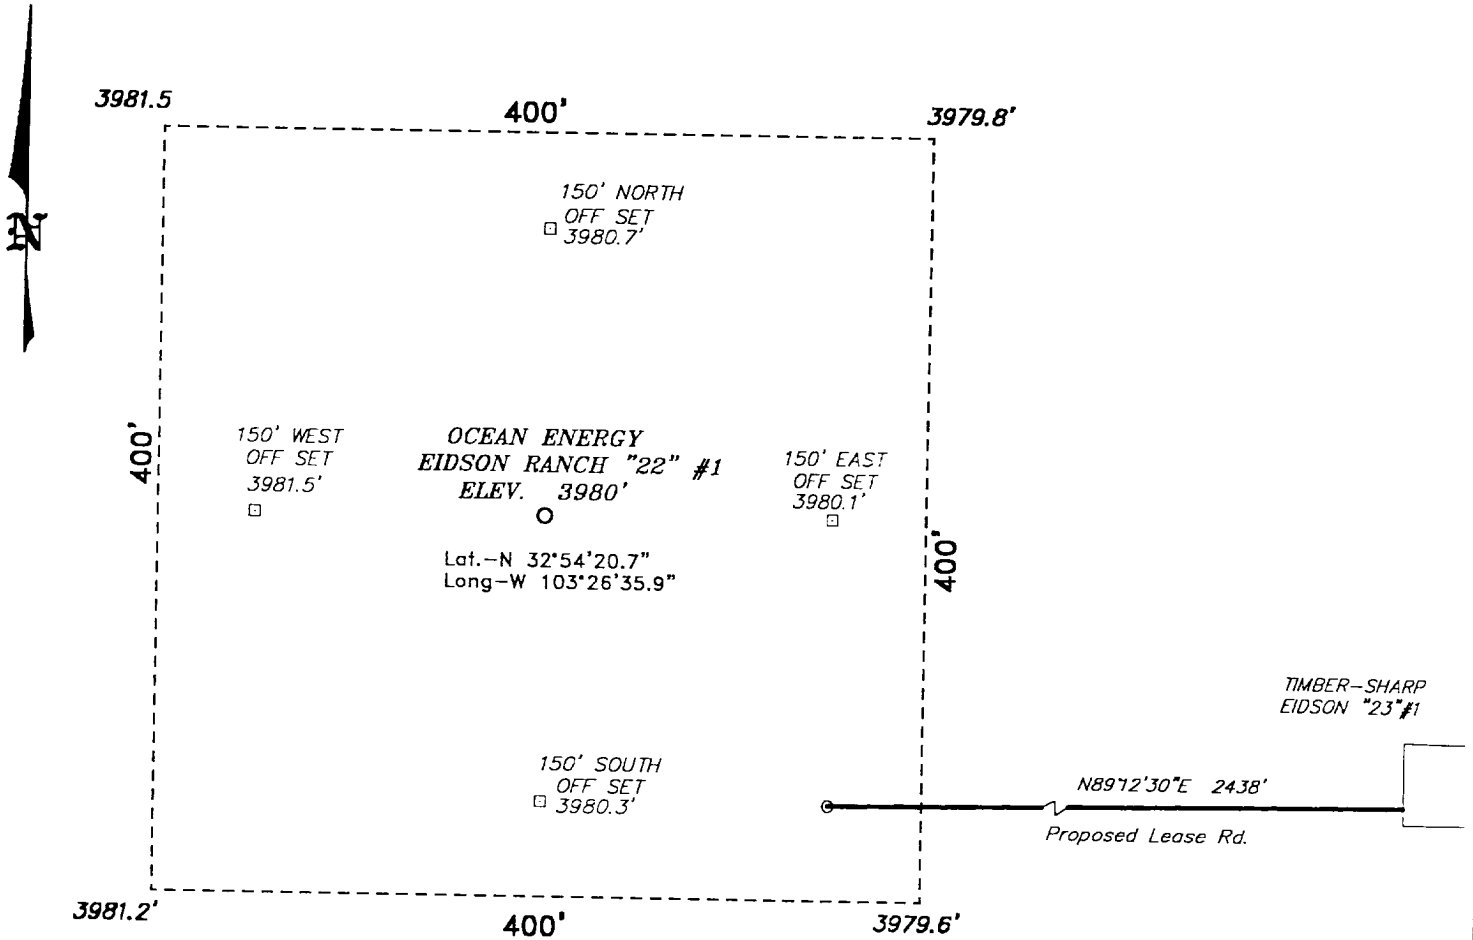 3981.5
400'
3979.8'
150' NORTH
OFF SET
3980.7'
N
400'
150' WEST
OFF SET
3981.5'
OCEAN ENERGY
EIDSON RANCH "22" #1
ELEV. 3980'
150' EAST
OFF SET
3980.1'
Lat.-N 32°54'20.7"
Long-W 103°26'35.9"
400'
TIMBER-SHARP
EIDSON "23"#1
150' SOUTH
OFF SET
3980.3'
N89°12'30"E 2438'
Proposed Lease Rd.
3981.2'
400'
3979.6'